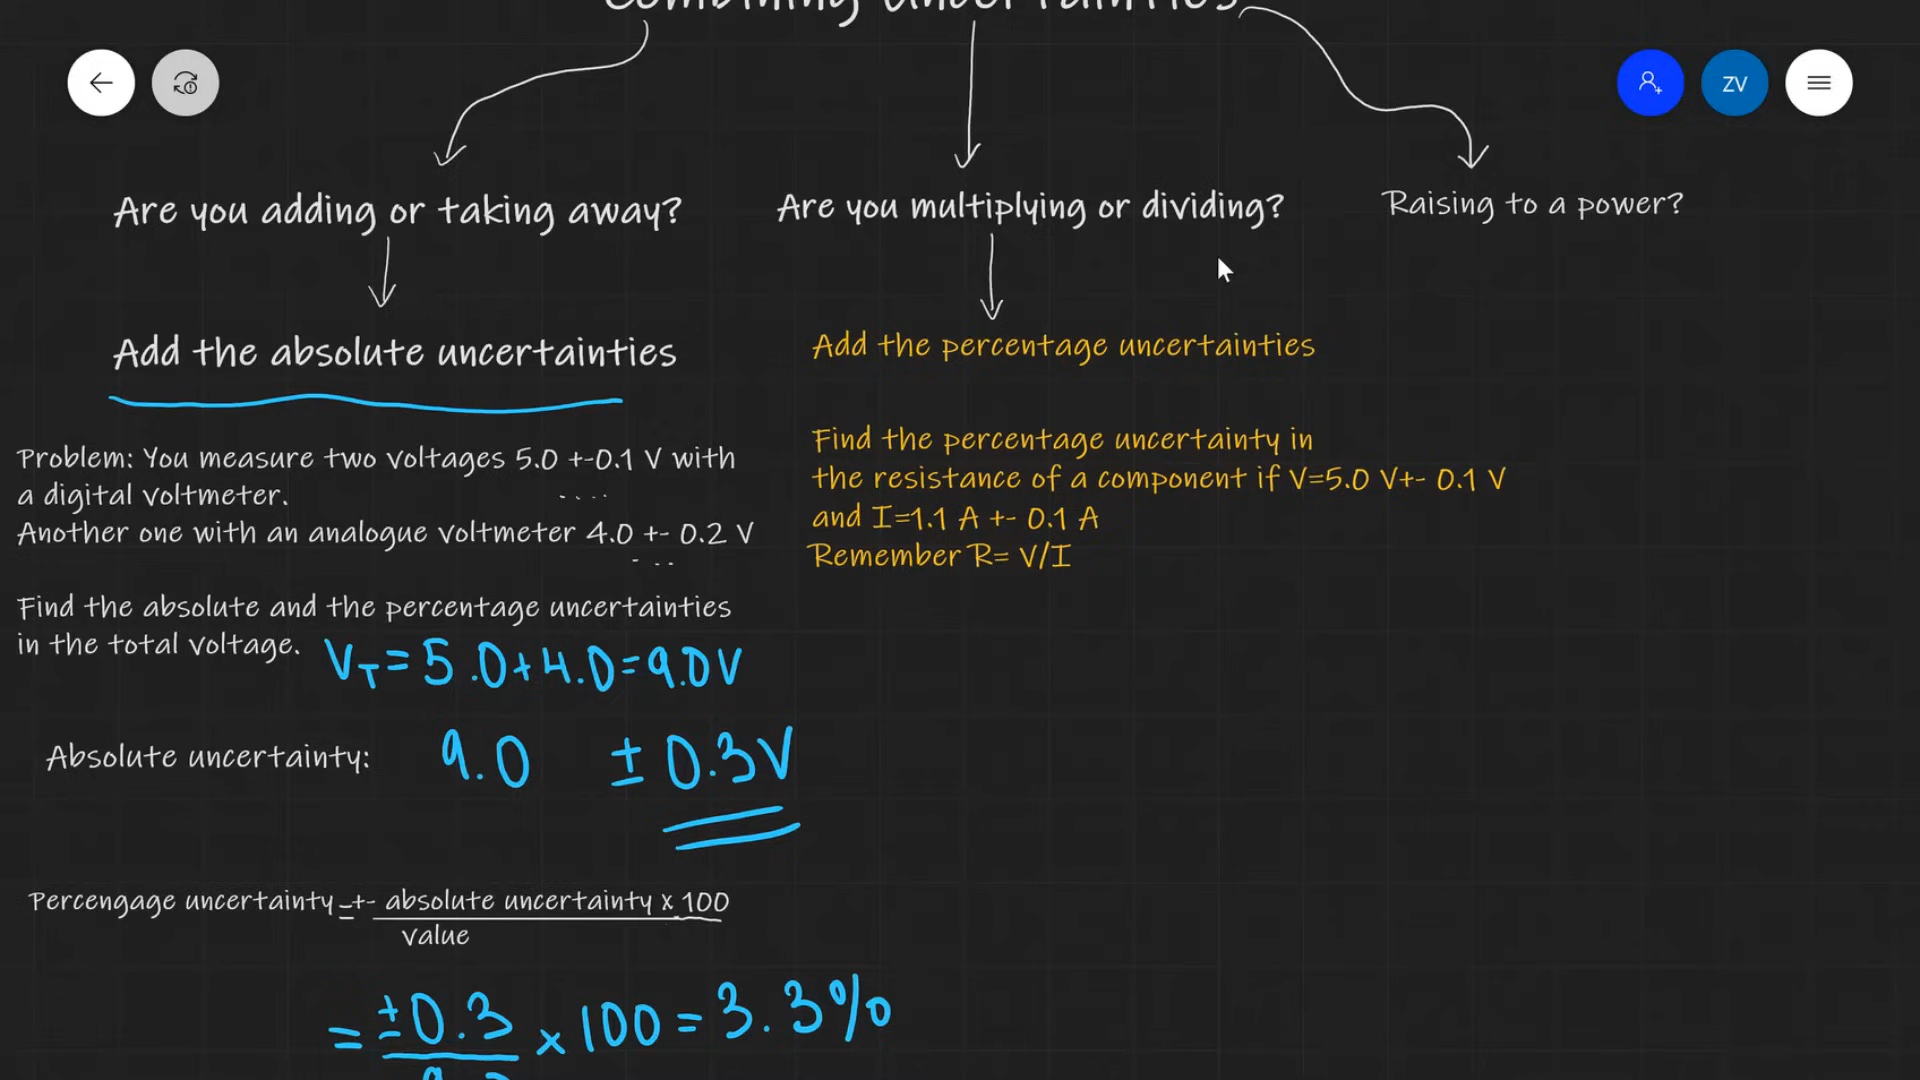 Combining Uncertainties
ZV
Are you adding or taking away?
Are you multiplying or dividing?
Raising to a power?
Add the absolute uncertainties
Add the percentage uncertainties
Problem: You measure two voltages 5.0 +-0.1 V with
a digital voltmeter.
Another one with an analogue voltmeter 4.0 +- 0.2 V
Find the absolute and the percentage uncertainties
in the total voltage.
V_T = 5.0+4.0=9.0V
Absolute uncertainty: 9.0 ± 0.3V
Percengage uncertainty =+- absolute uncertainty x 100
value
= ±0.3 × 100 = 3.3%
Find the percentage uncertainty in
the resistance of a component if V=5.0 V+- 0.1 V
and I=1.1 A +- 0.1 A
Remember R= V/I